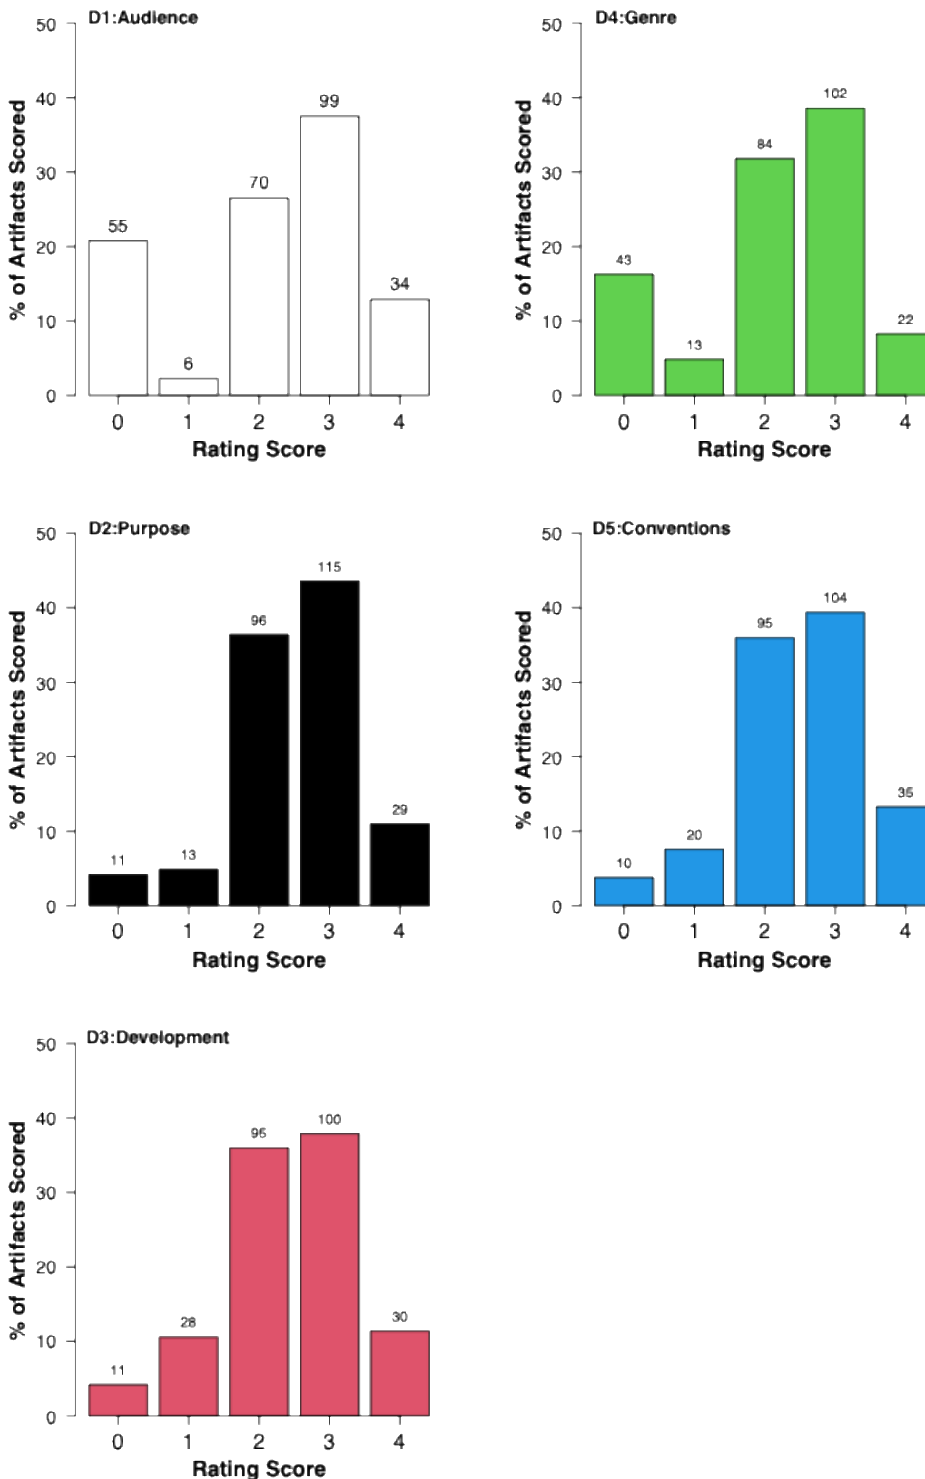 D1:Audience
% of Artifacts Scored
50
40
30
20
10
0
55
6
70
99
34
0 1 2 3 4
Rating Score
D4:Genre
% of Artifacts Scored
50
40
30
20
10
0
43
13
84
102
22
0 1 2 3 4
Rating Score
D2:Purpose
% of Artifacts Scored
50
40
30
20
10
0
11
13
96
115
29
0 1 2 3 4
Rating Score
D5:Conventions
% of Artifacts Scored
50
40
30
20
10
0
10
20
95
104
35
0 1 2 3 4
Rating Score
D3:Development
% of Artifacts Scored
50
40
30
20
10
0
11
28
95
100
30
0 1 2 3 4
Rating Score